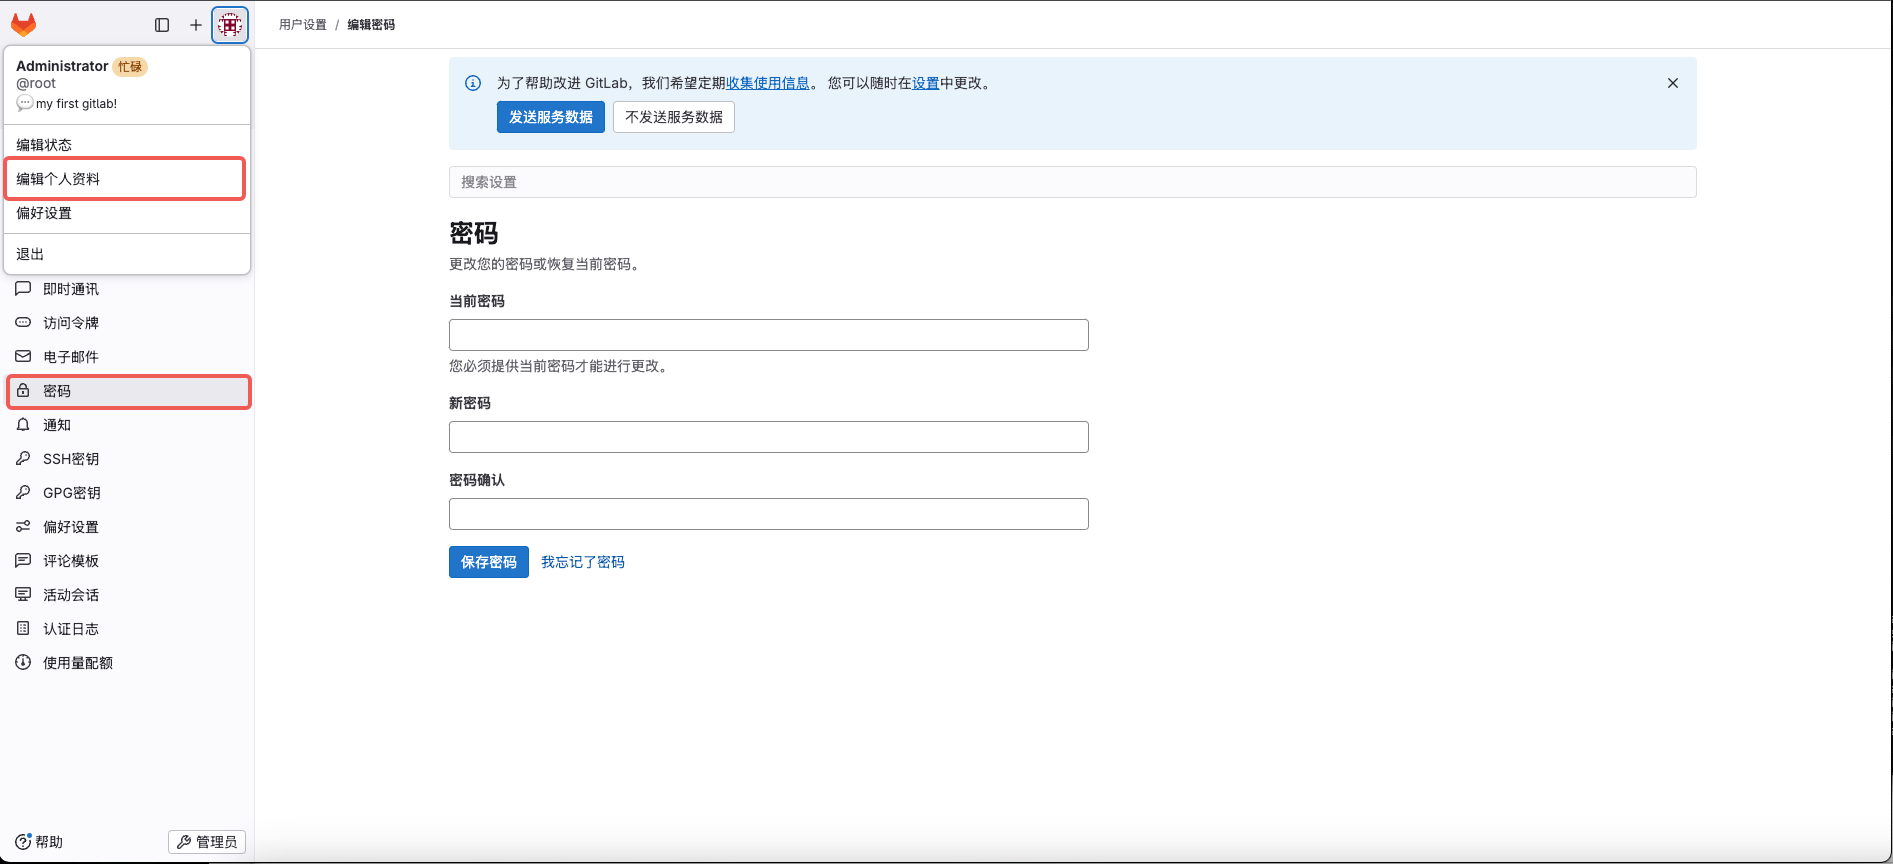 用户设置 / 编辑密码
Administrator 忙碌
@root
my first gitlab!
编辑状态
编辑个人资料
偏好设置
退出
即时通讯
访问令牌
电子邮件
密码
通知
SSH密钥
GPG密钥
偏好设置
评论模板
活动会话
认证日志
使用量配额
帮助
管理员
为了帮助改进 GitLab，我们希望定期收集使用信息。 您可以随时在设置中更改。
发送服务数据 不发送服务数据
搜索设置
密码
更改您的密码或恢复当前密码。
当前密码
您必须提供当前密码才能进行更改。
新密码
密码确认
保存密码 我忘记了密码